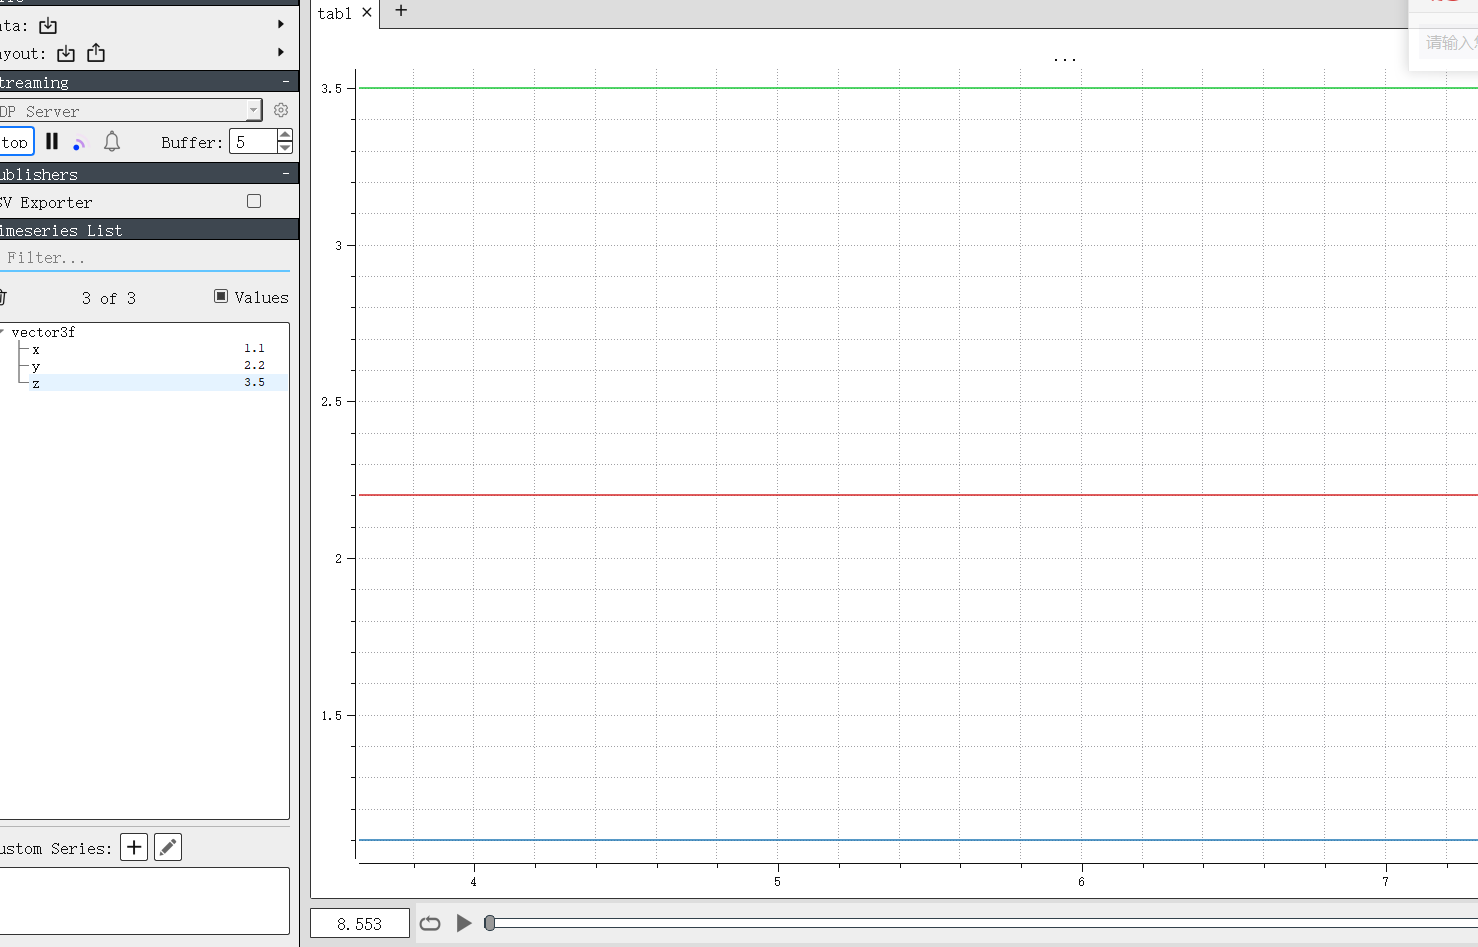 ta:
yout:
treaming
DP Server
top
Buffer: 5
ublishers
SV Exporter
imeseries List
Filter...
3 of 3
Values
vector3f
x 1.1
y 2.2
z 3.5
ustom Series:
tab1
...
请输入
3.5
3
2.5
2
1.5
4 5 6 7
8.553